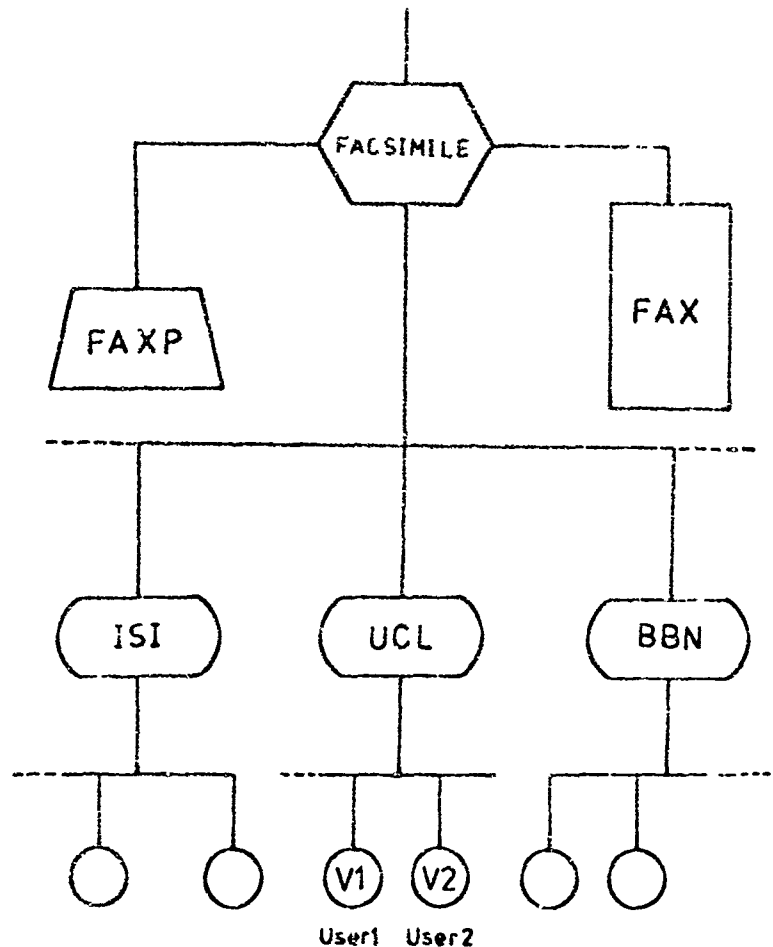 FACSIMILE
FAXP
FAX
ISI
UCL
BBN
V1
V2
User1
User2